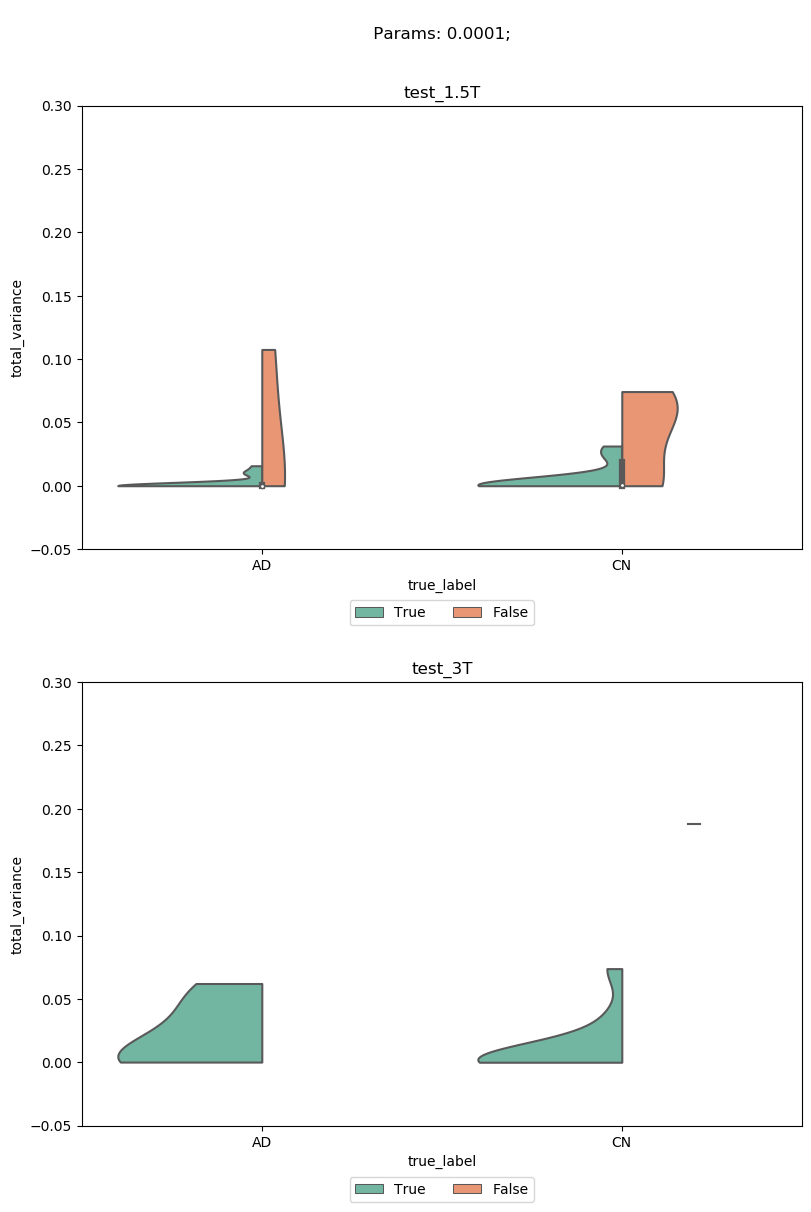 Params: 0.0001;
test_1.5T
0.30
0.25
0.20
0.15
0.10
0.05
0.00
−0.05
total_variance
AD CN
true_label
True False
test_3T
0.30
0.25
0.20
0.15
0.10
0.05
0.00
−0.05
total_variance
AD CN
true_label
True False